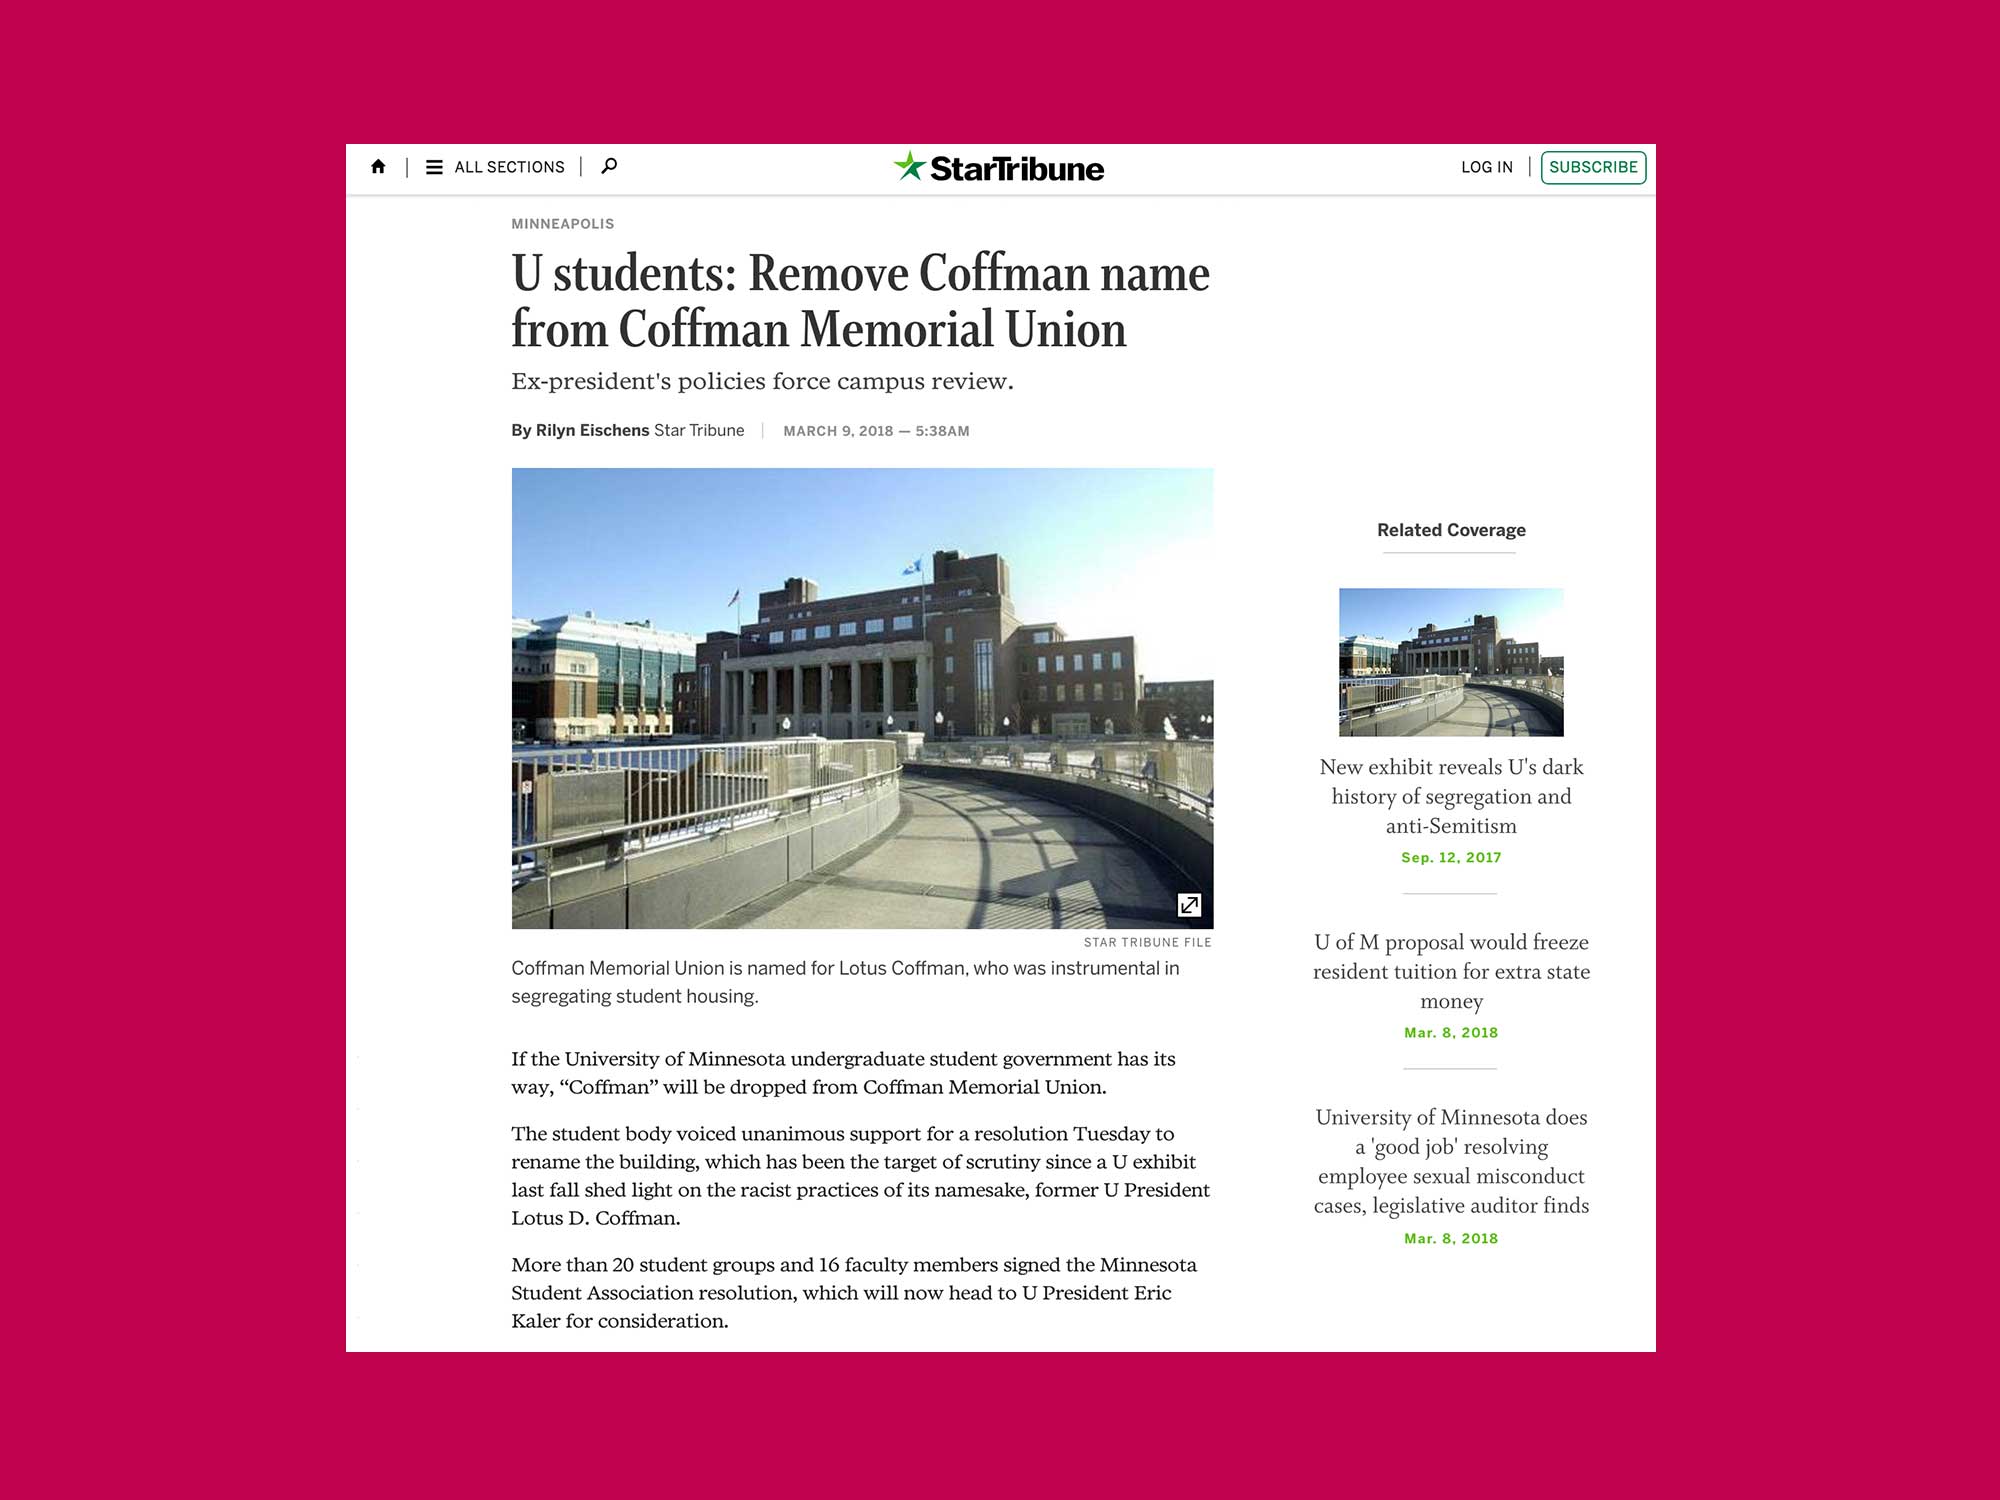 ALL SECTIONS
StarTribune
LOG IN
SUBSCRIBE
MINNEAPOLIS
U students: Remove Coffman name
from Coffman Memorial Union
Ex-president's policies force campus review.
By Rilyn Eischens Star Tribune
MARCH 9, 2018 — 5:38AM
STAR TRIBUNE FILE
Coffman Memorial Union is named for Lotus Coffman, who was instrumental in
segregating student housing.
If the University of Minnesota undergraduate student government has its
way, “Coffman” will be dropped from Coffman Memorial Union.
The student body voiced unanimous support for a resolution Tuesday to
rename the building, which has been the target of scrutiny since a U exhibit
last fall shed light on the racist practices of its namesake, former U President
Lotus D. Coffman.
More than 20 student groups and 16 faculty members signed the Minnesota
Student Association resolution, which will now head to U President Eric
Kaler for consideration.
Related Coverage
New exhibit reveals U's dark
history of segregation and
anti-Semitism
Sep. 12, 2017
U of M proposal would freeze
resident tuition for extra state
money
Mar. 8, 2018
University of Minnesota does
a 'good job' resolving
employee sexual misconduct
cases, legislative auditor finds
Mar. 8, 2018